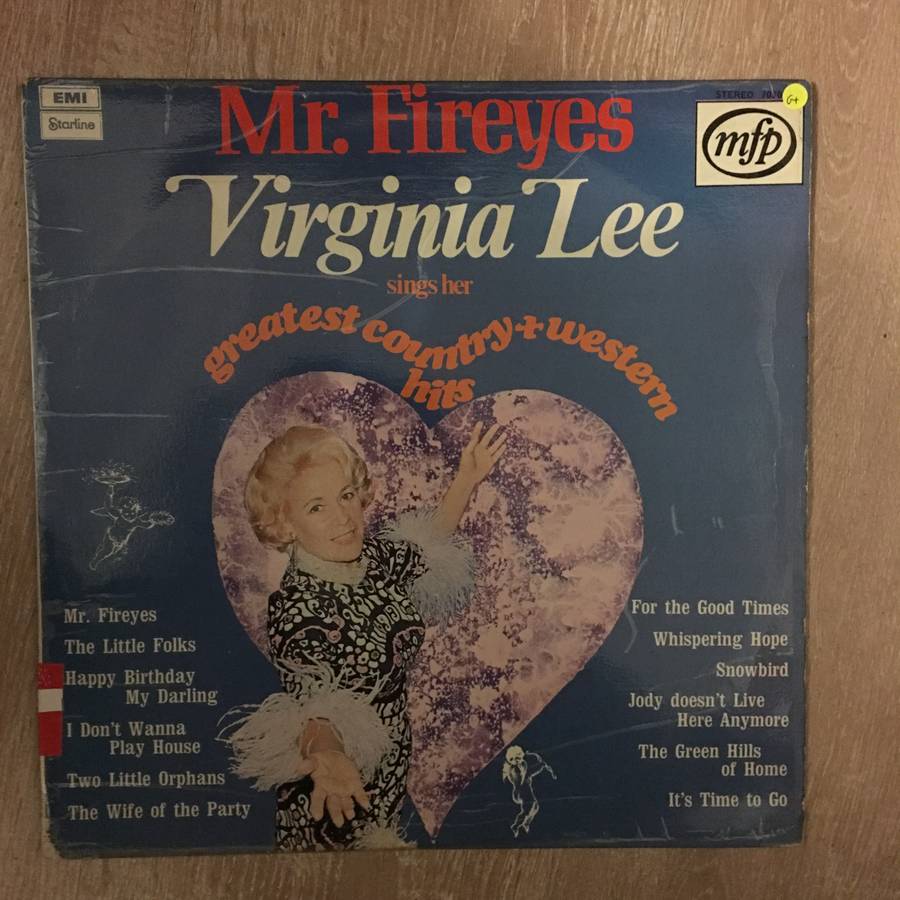 EMI
Starline
Mr. Fireyes
STEREO
G+
mfp
Virginia Lee
sings her
greatest country + western
hits
Mr. Fireyes
The Little Folks
Happy Birthday
My Darling
I Don't Wanna
Play House
Two Little Orphans
The Wife of the Party
For the Good Times
Whispering Hope
Snowbird
Jody doesn't Live
Here Anymore
The Green Hills
of Home
It's Time to Go